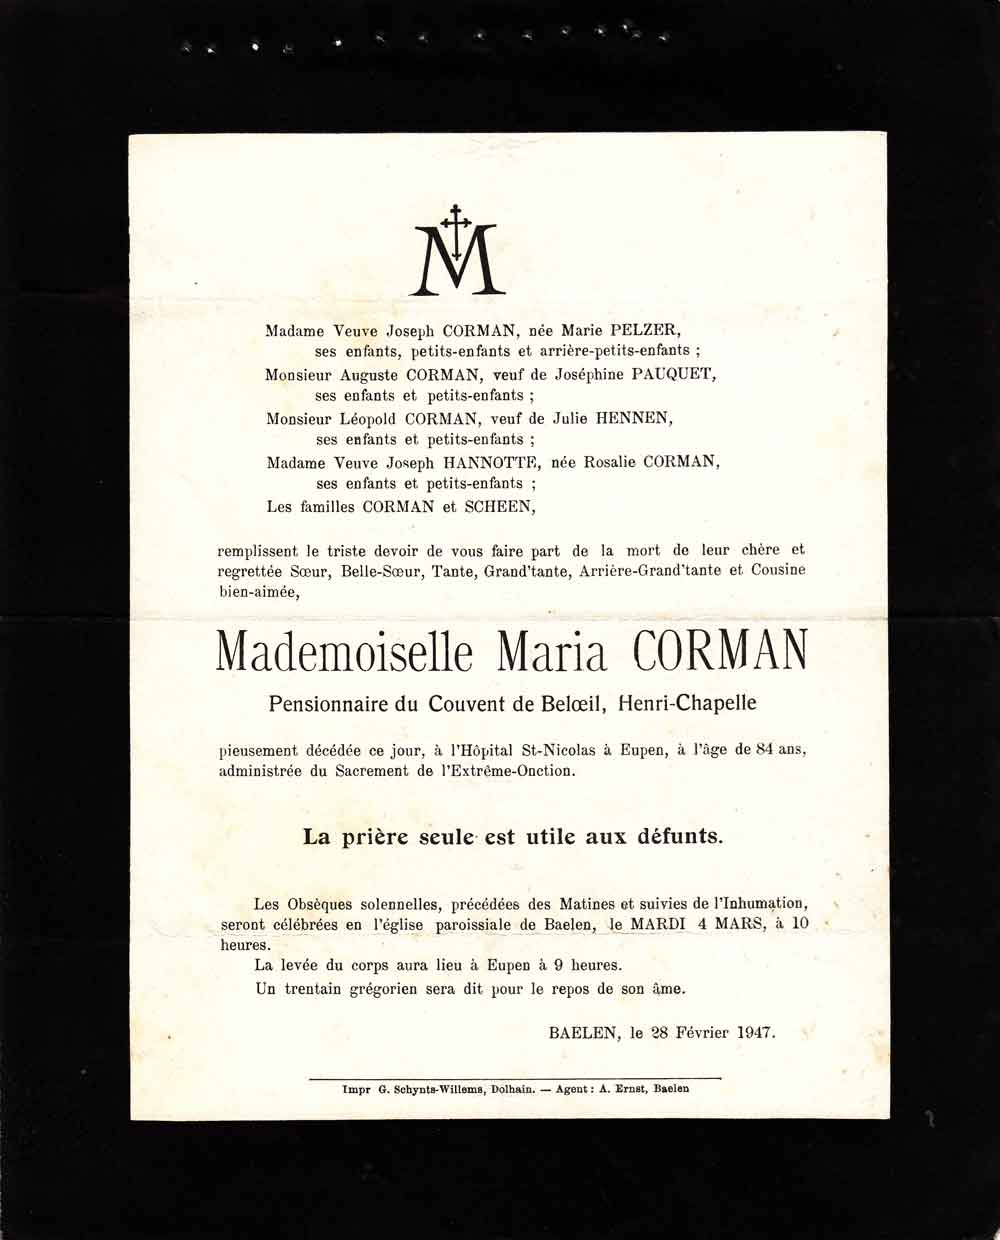 M
Madame Veuve Joseph CORMAN, née Marie PELZER,
ses enfants, petits-enfants et arrière-petits-enfants ;
Monsieur Auguste CORMAN, veuf de Joséphine PAUQUET,
ses enfants et petits-enfants ;
Monsieur Léopold CORMAN, veuf de Julie HENNEN,
ses enfants et petits-enfants ;
Madame Veuve Joseph HANNOTTE, née Rosalie CORMAN,
ses enfants et petits-enfants ;
Les familles CORMAN et SCHEEN,
remplissent le triste devoir de vous faire part de la mort de leur chère et
regrettée Sœur, Belle-Sœur, Tante, Grand'tante, Arrière-Grand'tante et Cousine
bien-aimée,
Mademoiselle Maria CORMAN
Pensionnaire du Couvent de Belœil, Henri-Chapelle
pieusement décédée ce jour, à l'Hôpital St-Nicolas à Eupen, à l'âge de 84 ans,
administrée du Sacrement de l'Extrême-Onction.
La prière seule est utile aux défunts.
Les Obsèques solennelles, précédées des Matines et suivies de l'Inhumation,
seront célébrées en l'église paroissiale de Baelen, le MARDI 4 MARS, à 10
heures.
La levée du corps aura lieu à Eupen à 9 heures.
Un trentain grégorien sera dit pour le repos de son âme.
BAELEN, le 28 Février 1947.
Impr G. Schynts-Willems, Dolhain. — Agent : A. Ernst, Baelen